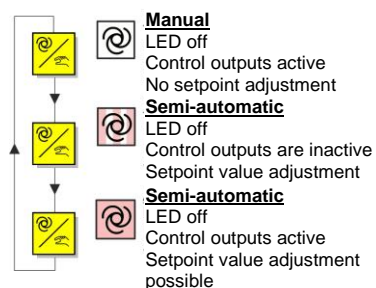 Manual
LED off
Control outputs active
No setpoint adjustment
Semi-automatic
LED off
Control outputs are inactive
Setpoint value adjustment
Semi-automatic
LED off
Control outputs active
Setpoint value adjustment
possible